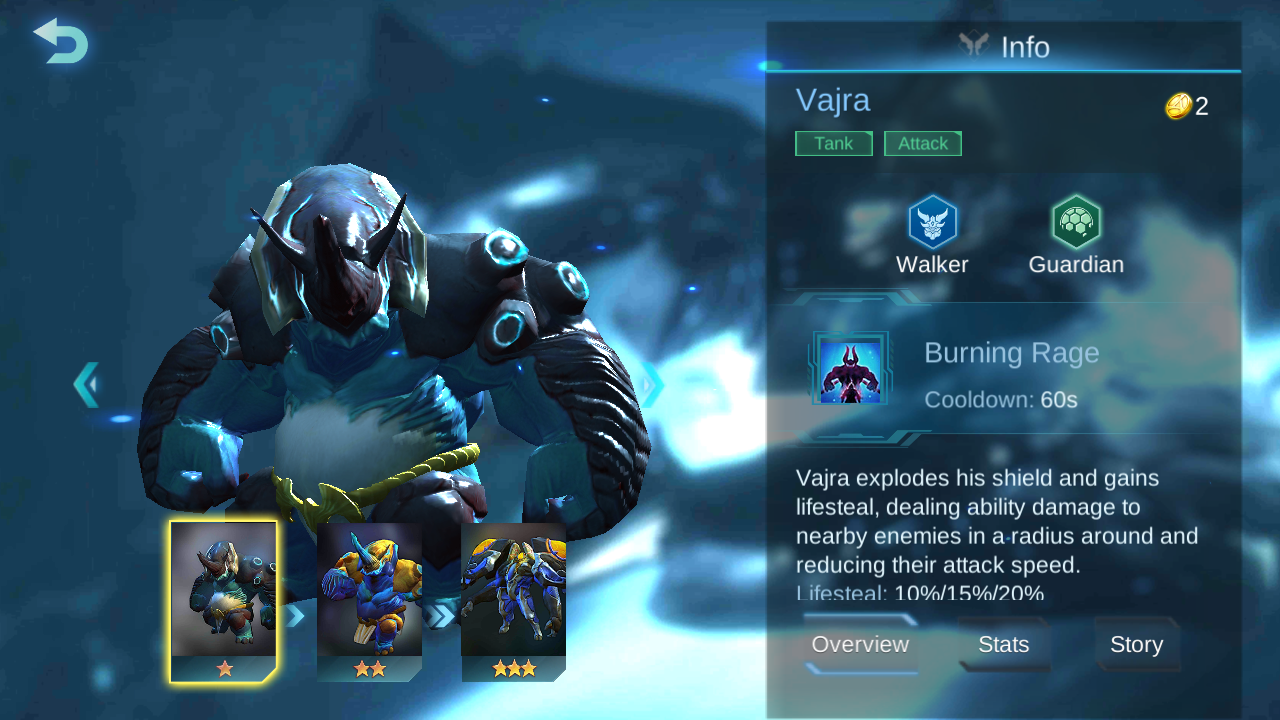 Info
Vajra
2
Tank Attack
Walker Guardian
Burning Rage
Cooldown: 60s
Vajra explodes his shield and gains
lifesteal, dealing ability damage to
nearby enemies in a radius around and
reducing their attack speed.
Lifesteal: 10%/15%/20%
Overview Stats Story